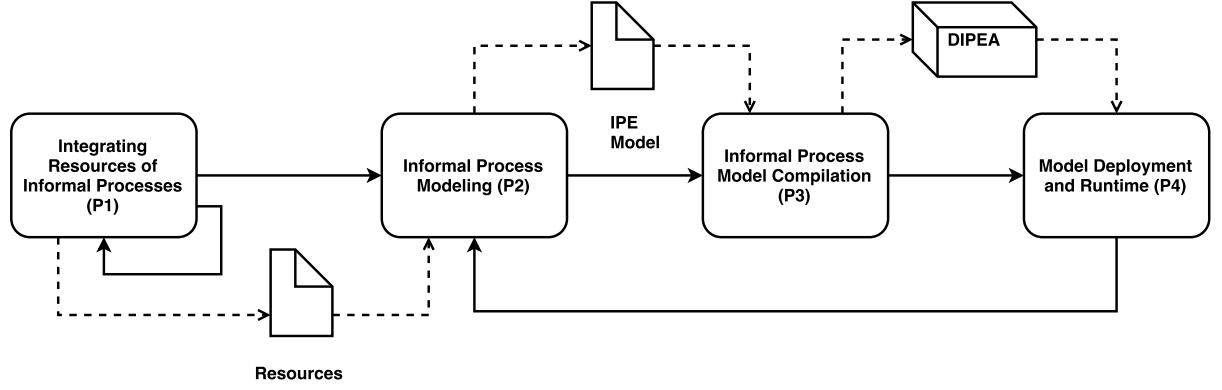 Integrating
Resources of
Informal Processes
(P1)
Informal Process
Modeling (P2)
IPE
Model
Informal Process
Model Compilation
(P3)
DIPEA
Model Deployment
and Runtime (P4)
Resources